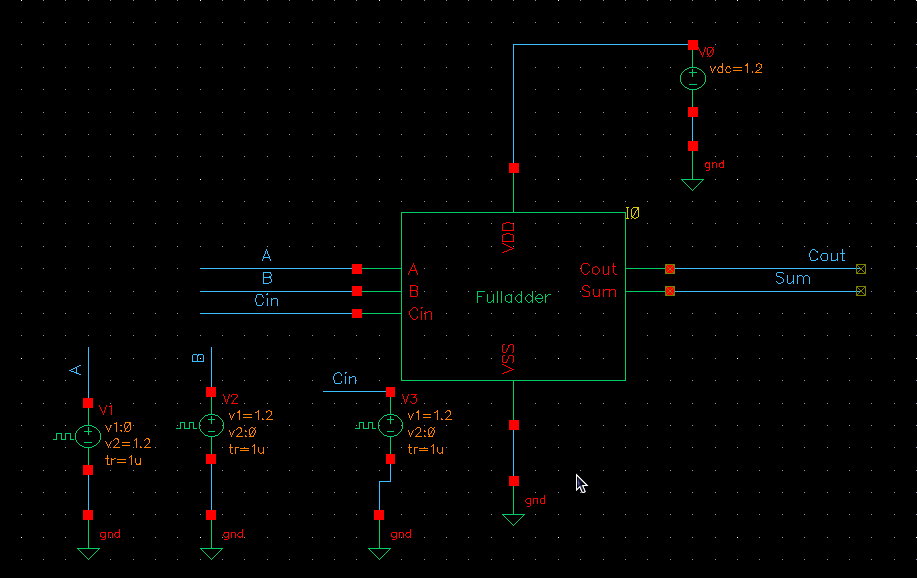 V0
vdc=1.2
gnd
I0
VDD
A
B
Cin
A
B
Cin
Fulladder
Cout
Sum
Cout
Sum
VSS
A
V1
v1:0
v2=1.2
tr=1u
gnd
B
V2
v1=1.2
v2:0
tr=1u
gnd
Cin
V3
v1=1.2
v2:0
tr=1u
gnd
gnd